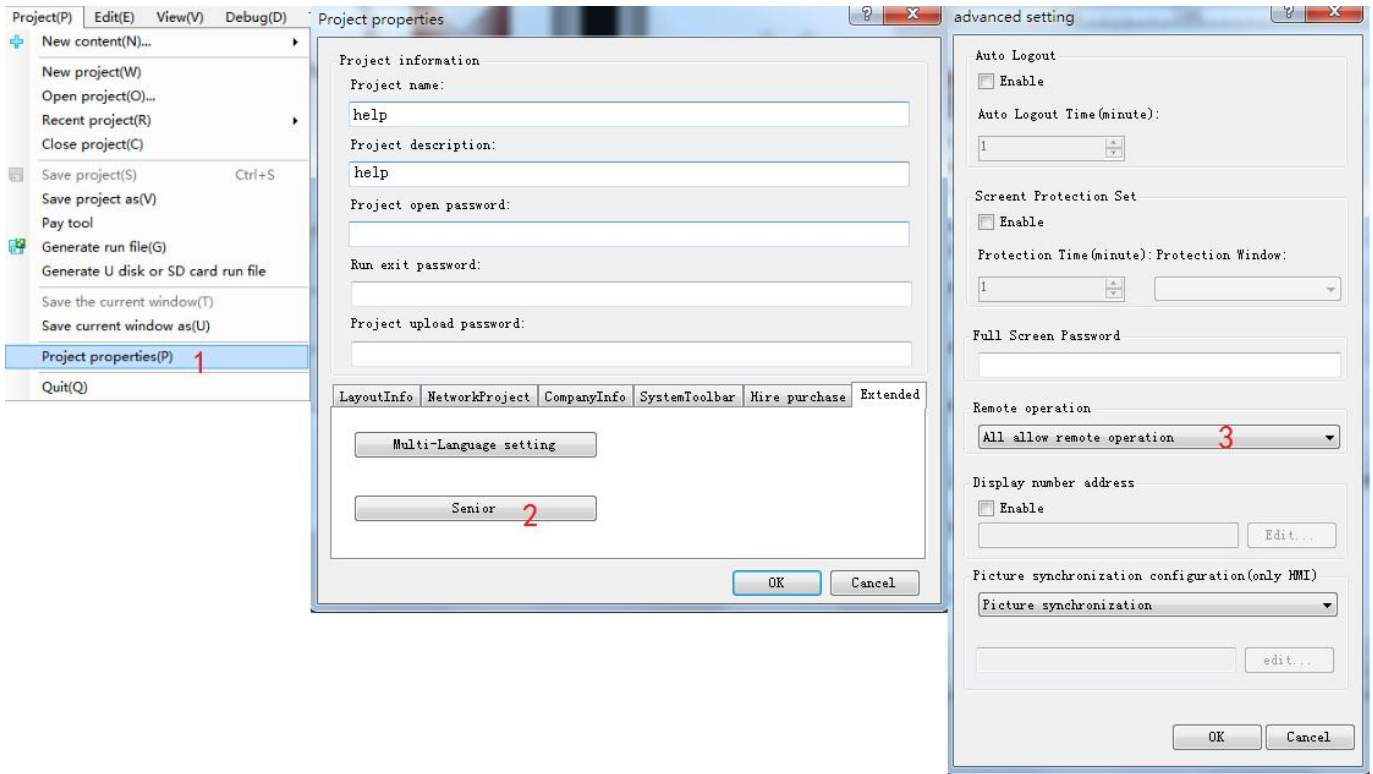 Project(P) Edit(E) View(V) Debug(D)
New content(N)...
New project(W)
Open project(O)...
Recent project(R)
Close project(C)
Save project(S) Ctrl+S
Save project as(V)
Pay tool
Generate run file(G)
Generate U disk or SD card run file
Save the current window(T)
Save current window as(U)
Project properties(P) 1
Quit(Q)
Project properties
Project information
Project name:
help
Project description:
help
Project open password:
Run exit password:
Project upload password:
LayoutInfo NetworkProject CompanyInfo SystemToolbar Hire purchase Extended
Multi-Language setting
Senior 2
OK Cancel
advanced setting
Auto Logout
Enable
Auto Logout Time(minute):
1
Screent Protection Set
Enable
Protection Time(minute): Protection Window:
1
Full Screen Password
Remote operation
All allow remote operation 3
Display number address
Enable
Edit...
Picture synchronization configuration(only HMI)
Picture synchronization
edit...
OK Cancel